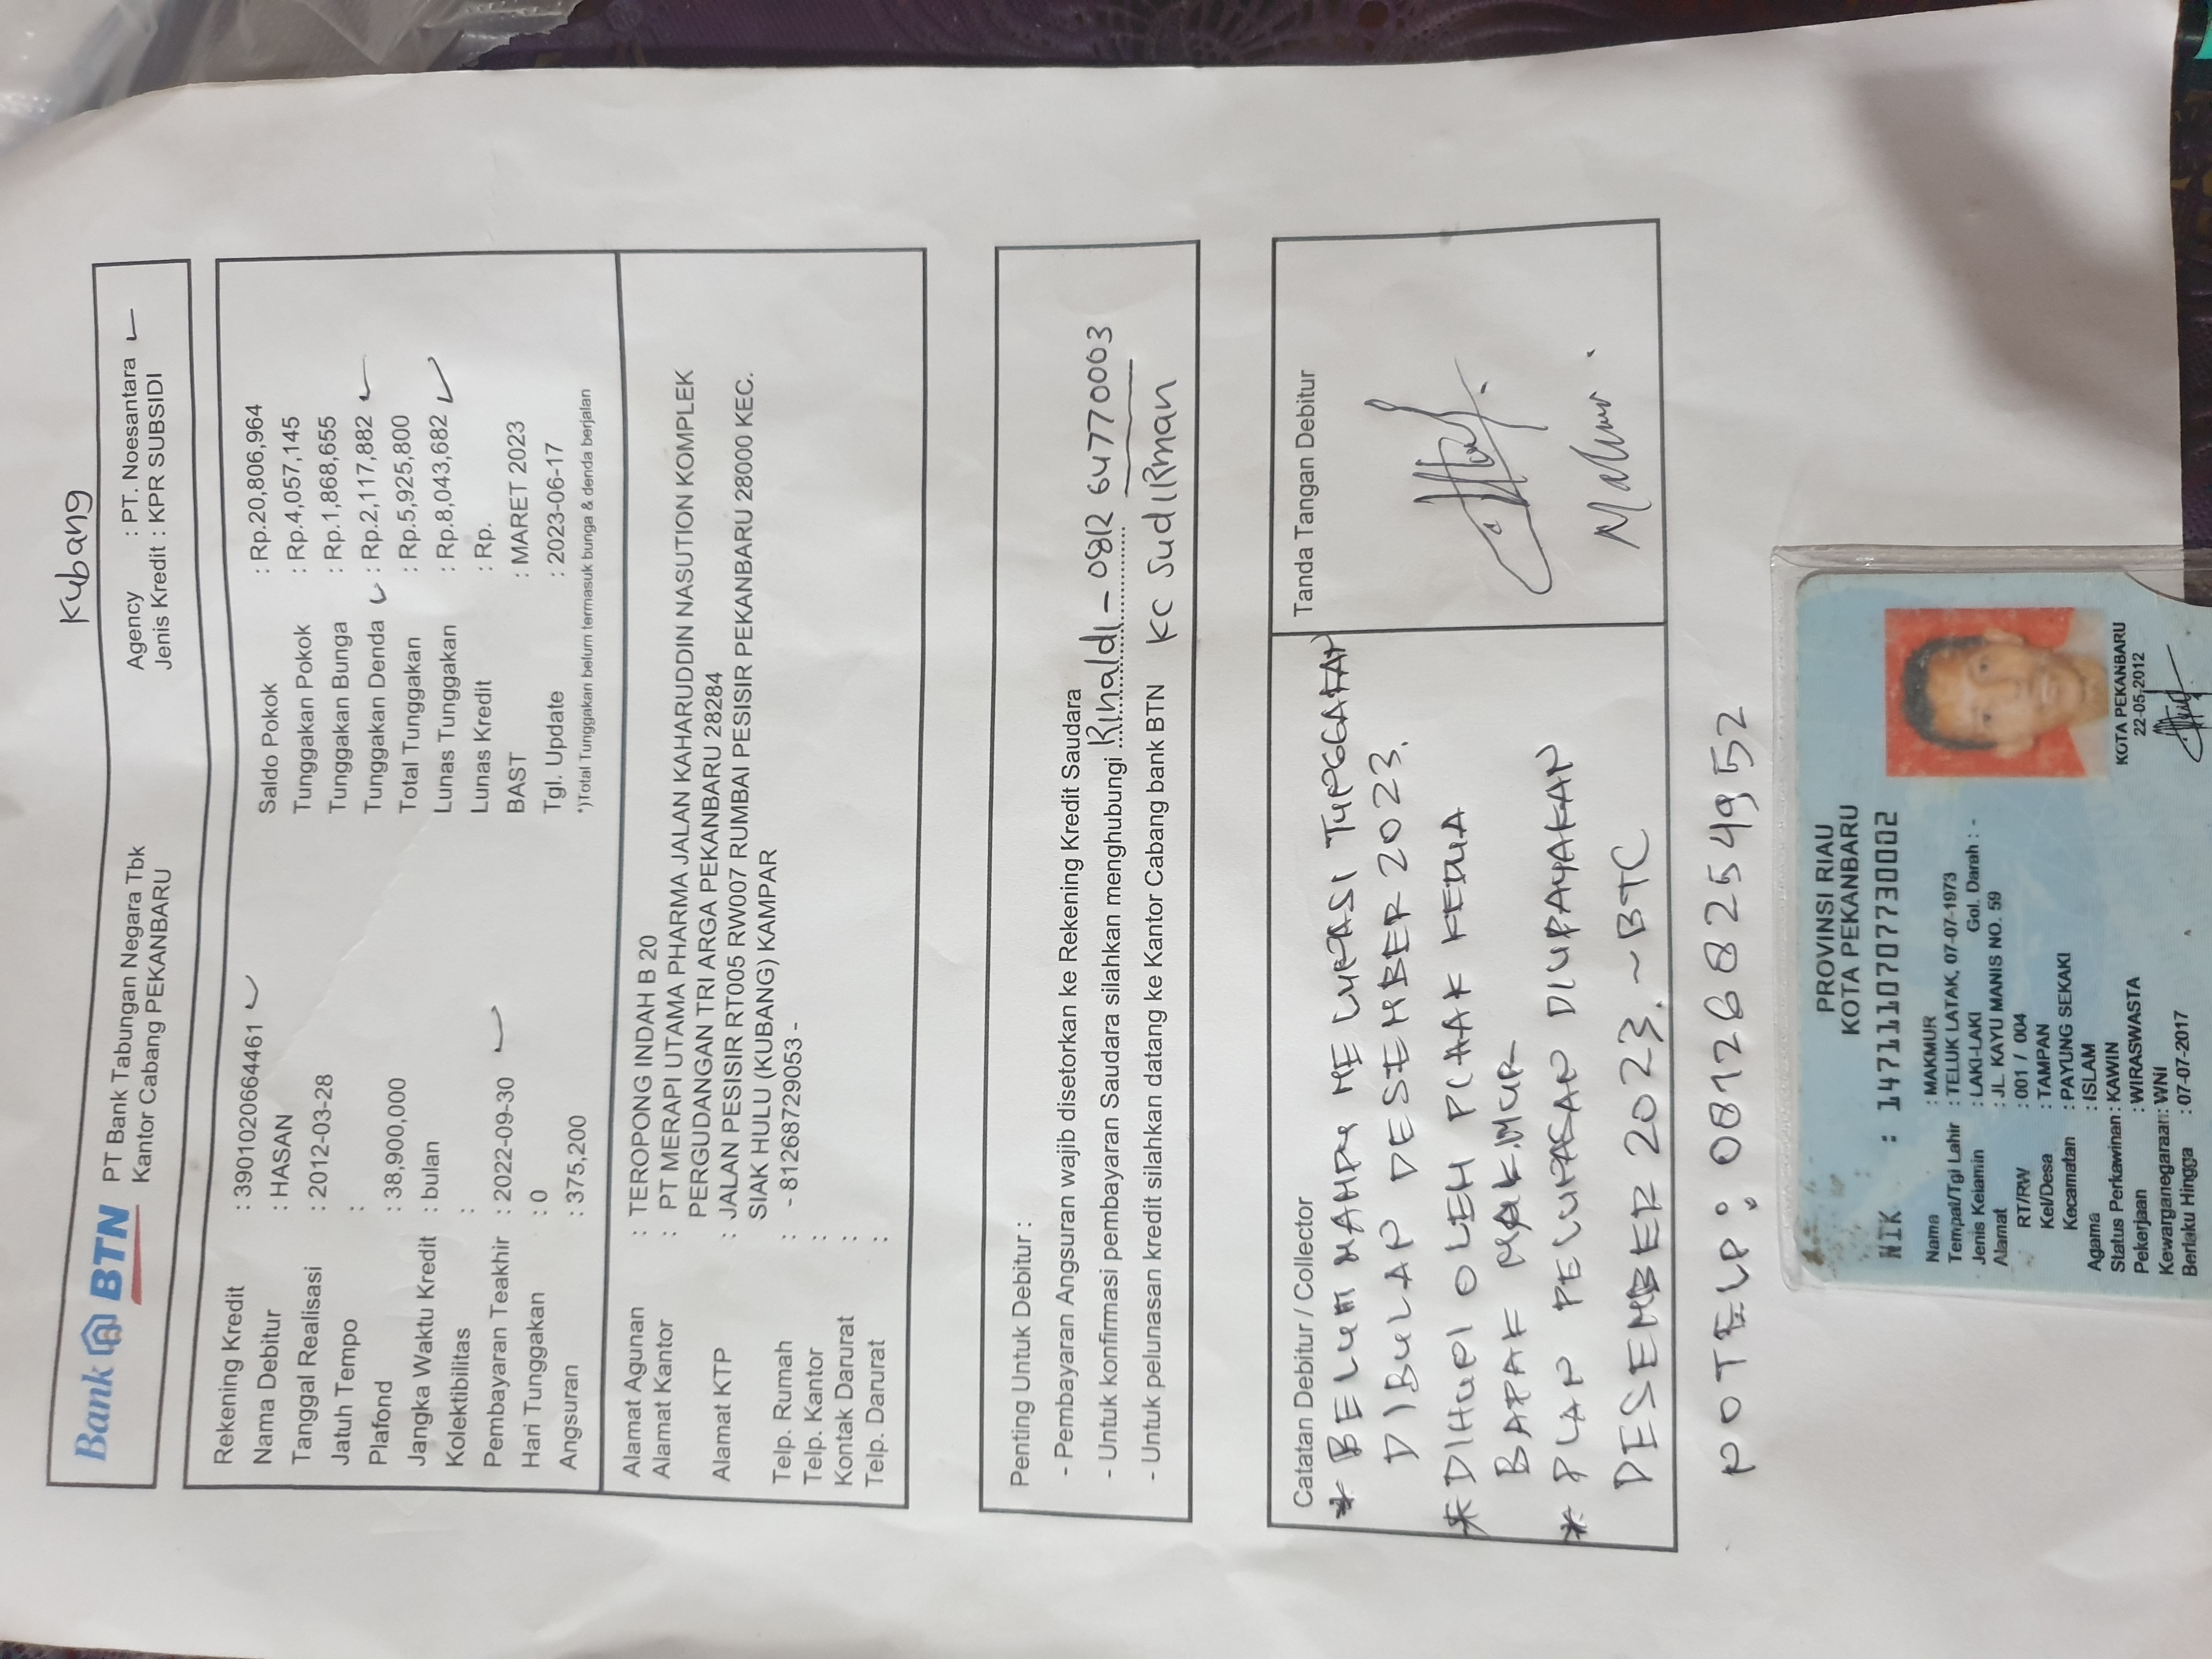 Kubang
Bank BTN
PT Bank Tabungan Negara Tbk
Kantor Cabang PEKANBARU
Agency : PT. Noesantara
Jenis Kredit : KPR SUBSIDI
Rekening Kredit : 3901020664461
Nama Debitur : HASAN
Tanggal Realisasi : 2012-03-28
Jatuh Tempo :
Plafond : 38,900,000
Jangka Waktu Kredit : bulan
Kolektibilitas :
Pembayaran Teakhir : 2022-09-30
Hari Tunggakan : 0
Angsuran : 375,200
Saldo Pokok : Rp.20,806,964
Tunggakan Pokok : Rp.4,057,145
Tunggakan Bunga : Rp.1,868,655
Tunggakan Denda : Rp.2,117,882
Total Tunggakan : Rp.5,925,800
Lunas Tunggakan : Rp.8,043,682
Lunas Kredit : Rp.
BAST : MARET 2023
Tgl. Update : 2023-06-17
*)Total Tunggakan belum termasuk bunga & denda berjalan
Alamat Agunan : TEROPONG INDAH B 20
Alamat Kantor : PT MERAPI UTAMA PHARMA JALAN KAHARUDDIN NASUTION KOMPLEK
PERGUDANGAN TRI ARGA PEKANBARU 28284
Alamat KTP : JALAN PESISIR RT005 RW007 RUMBAI PESISIR PEKANBARU 28000 KEC.
SIAK HULU (KUBANG) KAMPAR
Telp. Rumah : - 81268729053 -
Telp. Kantor :
Kontak Darurat :
Telp. Darurat :
Penting Untuk Debitur :
- Pembayaran Angsuran wajib disetorkan ke Rekening Kredit Saudara
- Untuk konfirmasi pembayaran Saudara silahkan menghubungi Rinaldi - 0812 64770003
- Untuk pelunasan kredit silahkan datang ke Kantor Cabang bank BTN KC SudiRman
Catatan Debitur / Collector
* BELUM MAMPU MELUNASI TUNGGAKAN
DIBULAN DESEMBER 2023.
* DIHUNI OLEH PIHAK KEDUA
BAPAK MAKMUR
* PLAN PELUNASAN DIUPAYAKAN
DESEMBER 2023. ~ BTC
Tanda Tangan Debitur
Makmur
NO TELP : 081268254952
PROVINSI RIAU
KOTA PEKANBARU
NIK : 1471110707730002
Nama : MAKMUR
Tempat/Tgl Lahir : TELUK LATAK, 07-07-1973
Jenis Kelamin : LAKI-LAKI Gol. Darah : -
Alamat : JL. KAYU MANIS NO. 59
RT/RW : 001 / 004
Kel/Desa : TAMPAN
Kecamatan : PAYUNG SEKAKI
Agama : ISLAM
Status Perkawinan : KAWIN
Pekerjaan : WIRASWASTA
Kewarganegaraan : WNI
Berlaku Hingga : 07-07-2017
KOTA PEKANBARU
22-05-2012